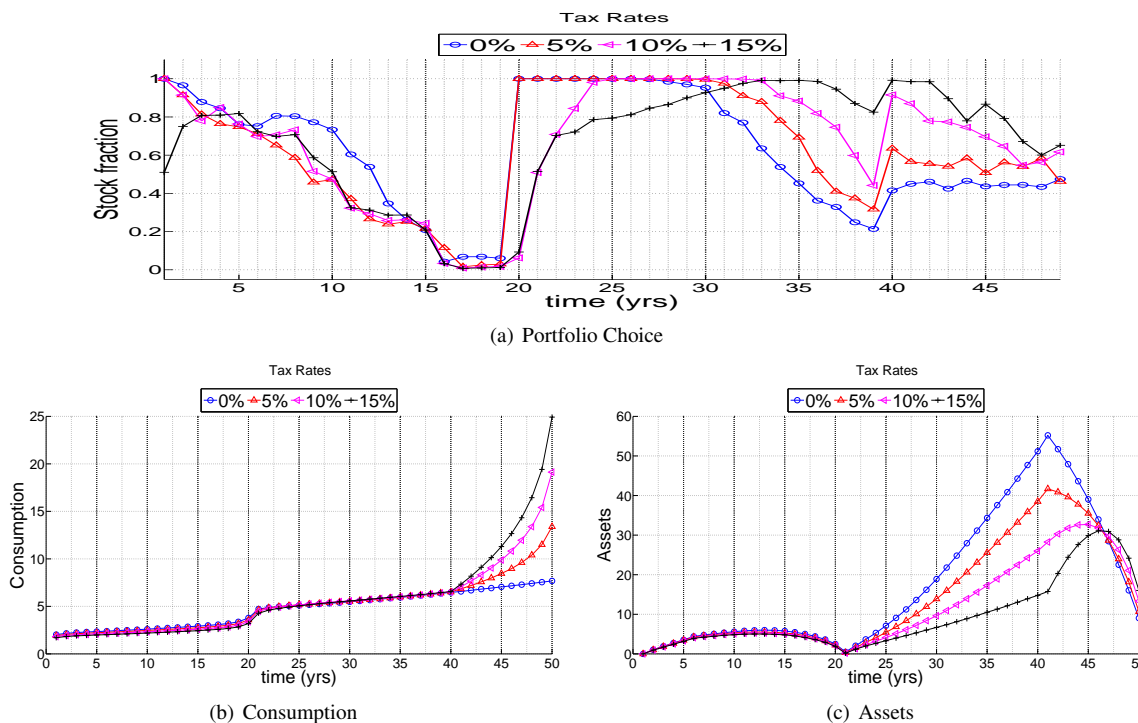 Tax Rates
0% 5% 10% 15%
1
0.8
0.6
0.4
0.2
0
Stock fraction
5 10 15 20 25 30 35 40 45
time (yrs)
(a) Portfolio Choice
Tax Rates
0% 5% 10% 15%
25
20
15
10
5
0
Consumption
0 5 10 15 20 25 30 35 40 45 50
time (yrs)
(b) Consumption
Tax Rates
0% 5% 10% 15%
60
50
40
30
20
10
0
Assets
0 5 10 15 20 25 30 35 40 45 50
time (yrs)
(c) Assets